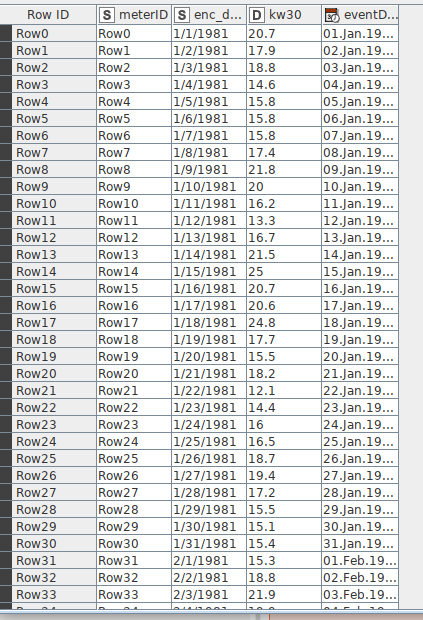 Row ID S meterID S enc_d... D kw30 eventD...
Row0 Row0 1/1/1981 20.7 01.Jan.19...
Row1 Row1 1/2/1981 17.9 02.Jan.19...
Row2 Row2 1/3/1981 18.8 03.Jan.19...
Row3 Row3 1/4/1981 14.6 04.Jan.19...
Row4 Row4 1/5/1981 15.8 05.Jan.19...
Row5 Row5 1/6/1981 15.8 06.Jan.19...
Row6 Row6 1/7/1981 15.8 07.Jan.19...
Row7 Row7 1/8/1981 17.4 08.Jan.19...
Row8 Row8 1/9/1981 21.8 09.Jan.19...
Row9 Row9 1/10/1981 20 10.Jan.19...
Row10 Row10 1/11/1981 16.2 11.Jan.19...
Row11 Row11 1/12/1981 13.3 12.Jan.19...
Row12 Row12 1/13/1981 16.7 13.Jan.19...
Row13 Row13 1/14/1981 21.5 14.Jan.19...
Row14 Row14 1/15/1981 25 15.Jan.19...
Row15 Row15 1/16/1981 20.7 16.Jan.19...
Row16 Row16 1/17/1981 20.6 17.Jan.19...
Row17 Row17 1/18/1981 24.8 18.Jan.19...
Row18 Row18 1/19/1981 17.7 19.Jan.19...
Row19 Row19 1/20/1981 15.5 20.Jan.19...
Row20 Row20 1/21/1981 18.2 21.Jan.19...
Row21 Row21 1/22/1981 12.1 22.Jan.19...
Row22 Row22 1/23/1981 14.4 23.Jan.19...
Row23 Row23 1/24/1981 16 24.Jan.19...
Row24 Row24 1/25/1981 16.5 25.Jan.19...
Row25 Row25 1/26/1981 18.7 26.Jan.19...
Row26 Row26 1/27/1981 19.4 27.Jan.19...
Row27 Row27 1/28/1981 17.2 28.Jan.19...
Row28 Row28 1/29/1981 15.5 29.Jan.19...
Row29 Row29 1/30/1981 15.1 30.Jan.19...
Row30 Row30 1/31/1981 15.4 31.Jan.19...
Row31 Row31 2/1/1981 15.3 01.Feb.19...
Row32 Row32 2/2/1981 18.8 02.Feb.19...
Row33 Row33 2/3/1981 21.9 03.Feb.19...